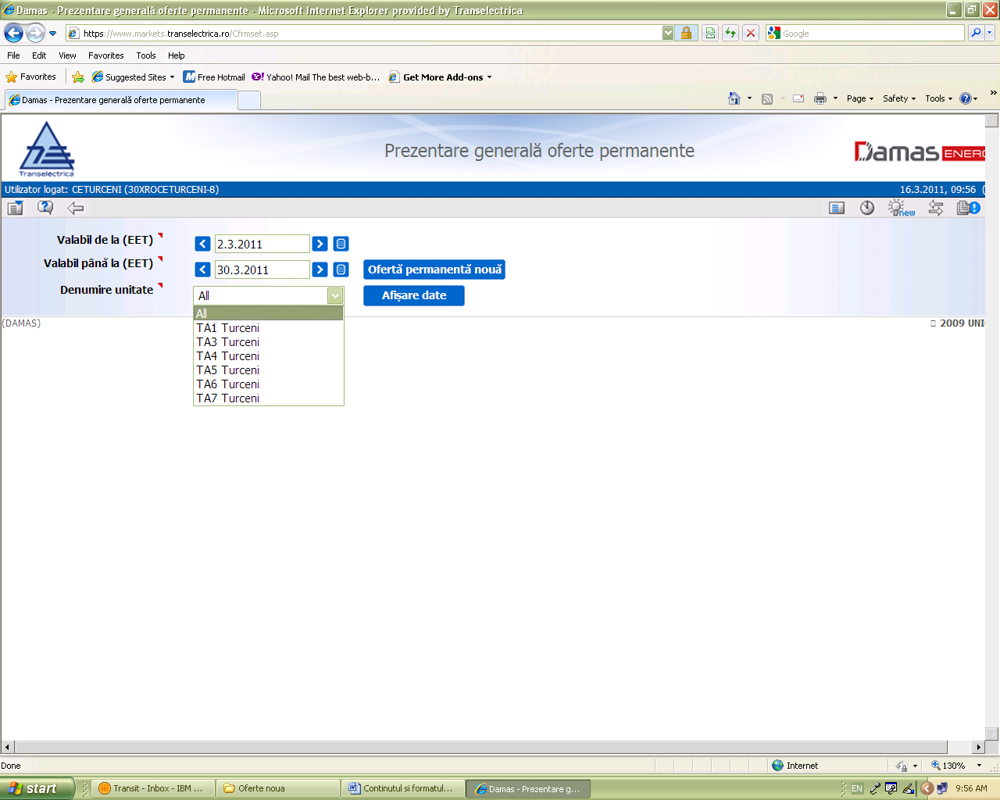 Damas - Prezentare generală oferte permanente - Microsoft Internet Explorer provided by Transelectrica
https://www.markets.transelectrica.ro/Cfrmset.asp
Google
File Edit View Favorites Tools Help
Favorites Suggested Sites Free Hotmail Yahoo! Mail The best web-b... Get More Add-ons
Damas - Prezentare generală oferte permanente
Page Safety Tools
Transelectrica
Prezentare generală oferte permanente
Damas ENERG
Utilizator logat: CETURCENI (30XROCETURCENI-8)
16.3.2011, 09:56 (
new
Valabil de la (EET)
2.3.2011
Valabil până la (EET)
30.3.2011
Ofertă permanentă nouă
Denumire unitate
All
Afişare date
All
TA1 Turceni
TA3 Turceni
TA4 Turceni
TA5 Turceni
TA6 Turceni
TA7 Turceni
(DAMAS)
2009 UNI
Done
Internet
130%
start
Transit - Inbox - IBM ...
Oferte noua
Continutul si formatul...
Damas - Prezentare g...
EN
9:56 AM